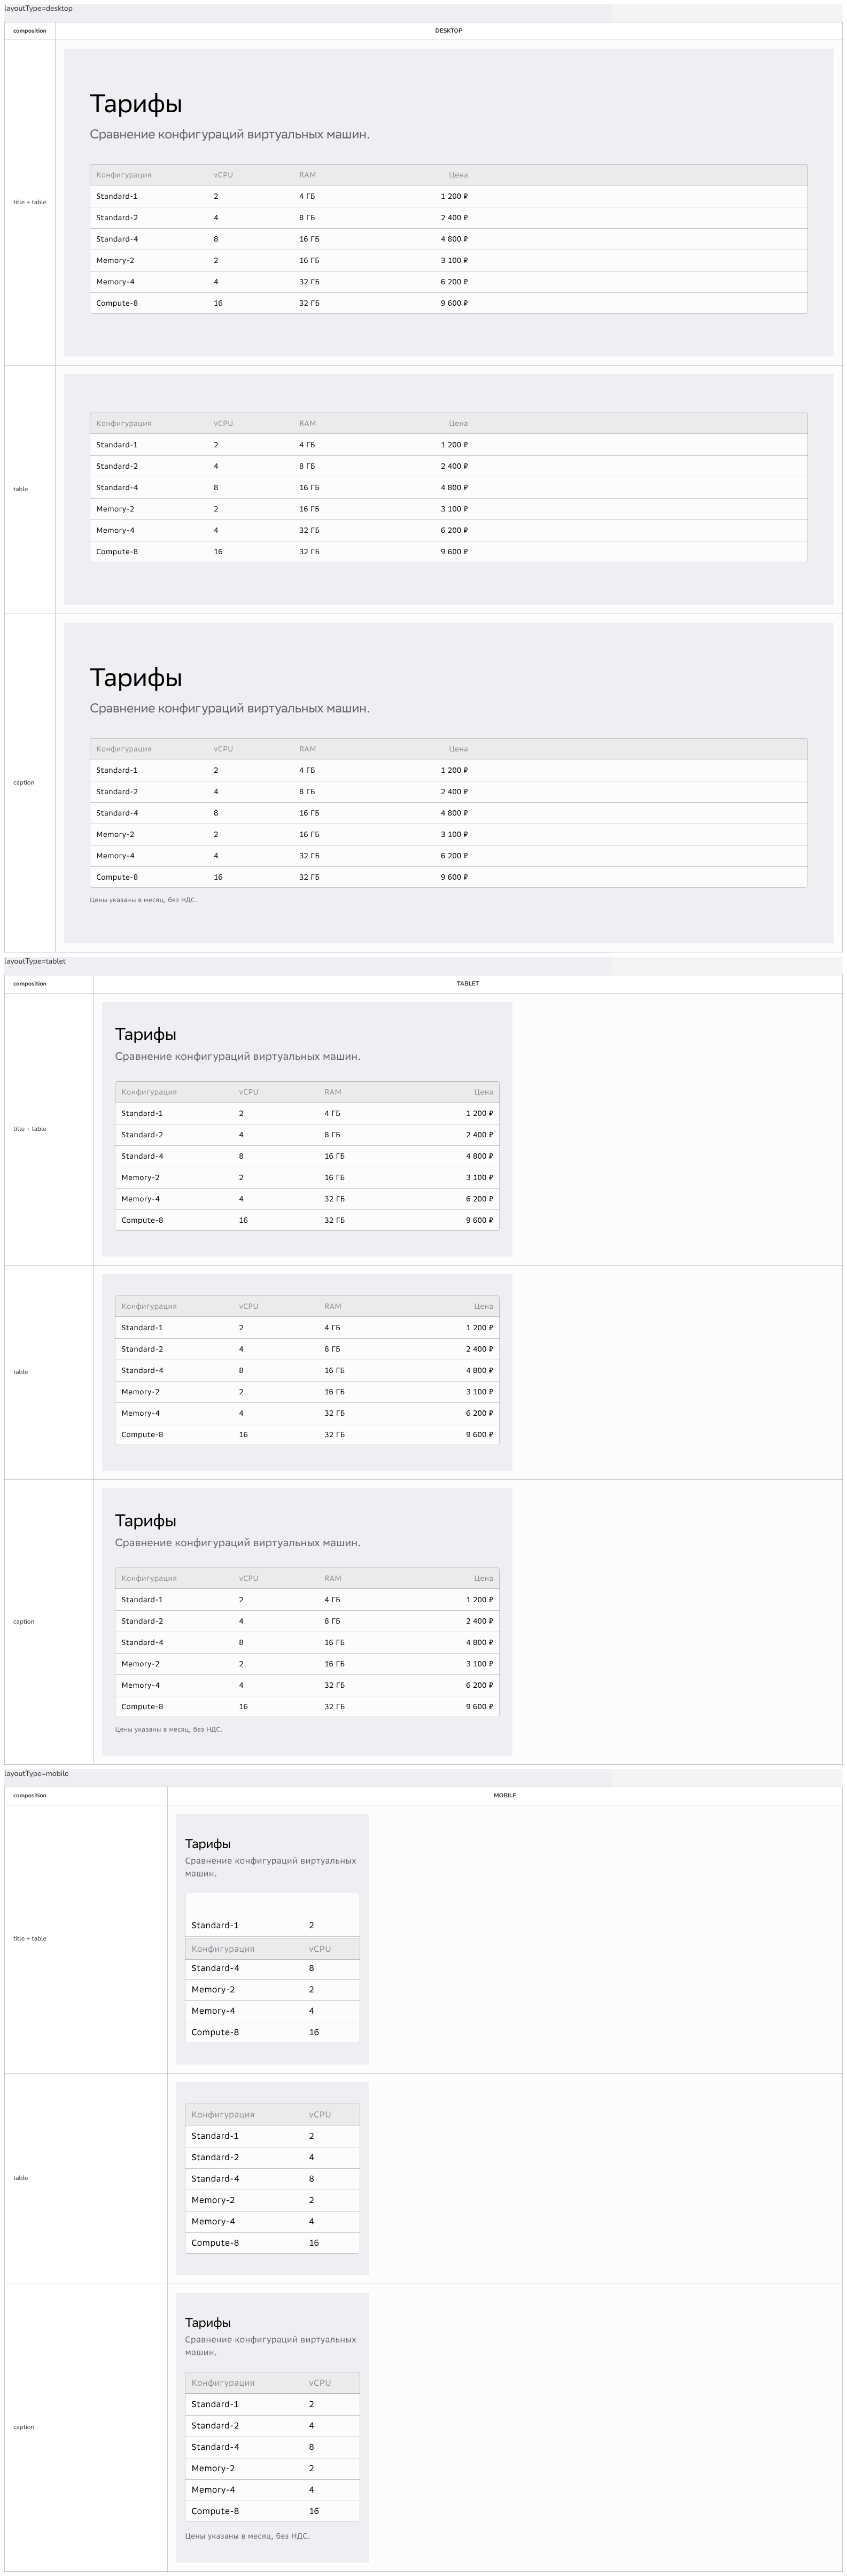 layoutType=desktop
composition DESKTOP
title + table
Тарифы
Сравнение конфигураций виртуальных машин.
Конфигурация vCPU RAM Цена
Standard-1 2 4 ГБ 1 200 ₽
Standard-2 4 8 ГБ 2 400 ₽
Standard-4 8 16 ГБ 4 800 ₽
Memory-2 2 16 ГБ 3 100 ₽
Memory-4 4 32 ГБ 6 200 ₽
Compute-8 16 32 ГБ 9 600 ₽
table
Конфигурация vCPU RAM Цена
Standard-1 2 4 ГБ 1 200 ₽
Standard-2 4 8 ГБ 2 400 ₽
Standard-4 8 16 ГБ 4 800 ₽
Memory-2 2 16 ГБ 3 100 ₽
Memory-4 4 32 ГБ 6 200 ₽
Compute-8 16 32 ГБ 9 600 ₽
caption
Тарифы
Сравнение конфигураций виртуальных машин.
Конфигурация vCPU RAM Цена
Standard-1 2 4 ГБ 1 200 ₽
Standard-2 4 8 ГБ 2 400 ₽
Standard-4 8 16 ГБ 4 800 ₽
Memory-2 2 16 ГБ 3 100 ₽
Memory-4 4 32 ГБ 6 200 ₽
Compute-8 16 32 ГБ 9 600 ₽
Цены указаны в месяц, без НДС.
layoutType=tablet
composition TABLET
title + table
Тарифы
Сравнение конфигураций виртуальных машин.
Конфигурация vCPU RAM Цена
Standard-1 2 4 ГБ 1 200 ₽
Standard-2 4 8 ГБ 2 400 ₽
Standard-4 8 16 ГБ 4 800 ₽
Memory-2 2 16 ГБ 3 100 ₽
Memory-4 4 32 ГБ 6 200 ₽
Compute-8 16 32 ГБ 9 600 ₽
table
Конфигурация vCPU RAM Цена
Standard-1 2 4 ГБ 1 200 ₽
Standard-2 4 8 ГБ 2 400 ₽
Standard-4 8 16 ГБ 4 800 ₽
Memory-2 2 16 ГБ 3 100 ₽
Memory-4 4 32 ГБ 6 200 ₽
Compute-8 16 32 ГБ 9 600 ₽
caption
Тарифы
Сравнение конфигураций виртуальных машин.
Конфигурация vCPU RAM Цена
Standard-1 2 4 ГБ 1 200 ₽
Standard-2 4 8 ГБ 2 400 ₽
Standard-4 8 16 ГБ 4 800 ₽
Memory-2 2 16 ГБ 3 100 ₽
Memory-4 4 32 ГБ 6 200 ₽
Compute-8 16 32 ГБ 9 600 ₽
Цены указаны в месяц, без НДС.
layoutType=mobile
composition MOBILE
title + table
Тарифы
Сравнение конфигураций виртуальных
машин.
Standard-1 2
Конфигурация vCPU
Standard-4 8
Memory-2 2
Memory-4 4
Compute-8 16
table
Конфигурация vCPU
Standard-1 2
Standard-2 4
Standard-4 8
Memory-2 2
Memory-4 4
Compute-8 16
caption
Тарифы
Сравнение конфигураций виртуальных
машин.
Конфигурация vCPU
Standard-1 2
Standard-2 4
Standard-4 8
Memory-2 2
Memory-4 4
Compute-8 16
Цены указаны в месяц, без НДС.